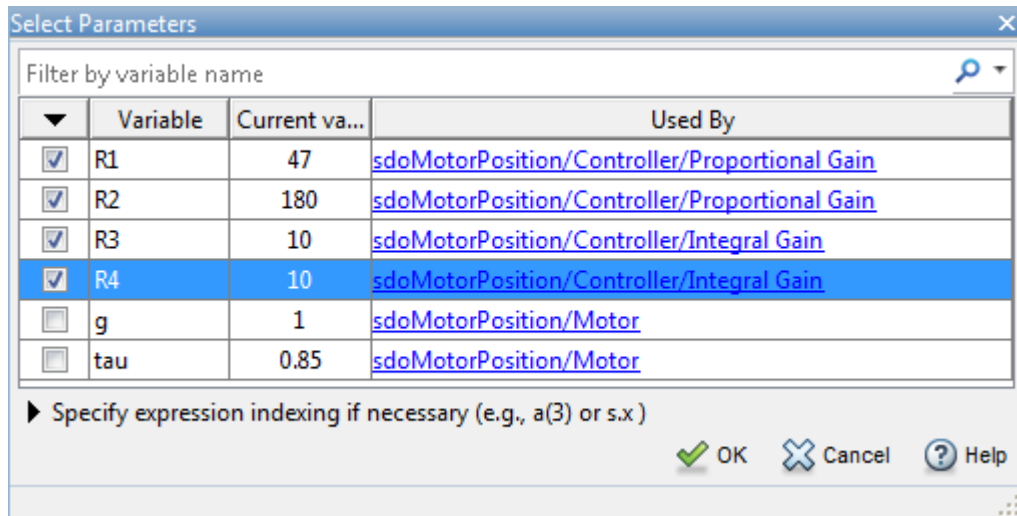 Select Parameters
Filter by variable name
Variable Current va... Used By
R1 47 sdoMotorPosition/Controller/Proportional Gain
R2 180 sdoMotorPosition/Controller/Proportional Gain
R3 10 sdoMotorPosition/Controller/Integral Gain
R4 10 sdoMotorPosition/Controller/Integral Gain
g 1 sdoMotorPosition/Motor
tau 0.85 sdoMotorPosition/Motor
Specify expression indexing if necessary (e.g., a(3) or s.x )
OK Cancel Help